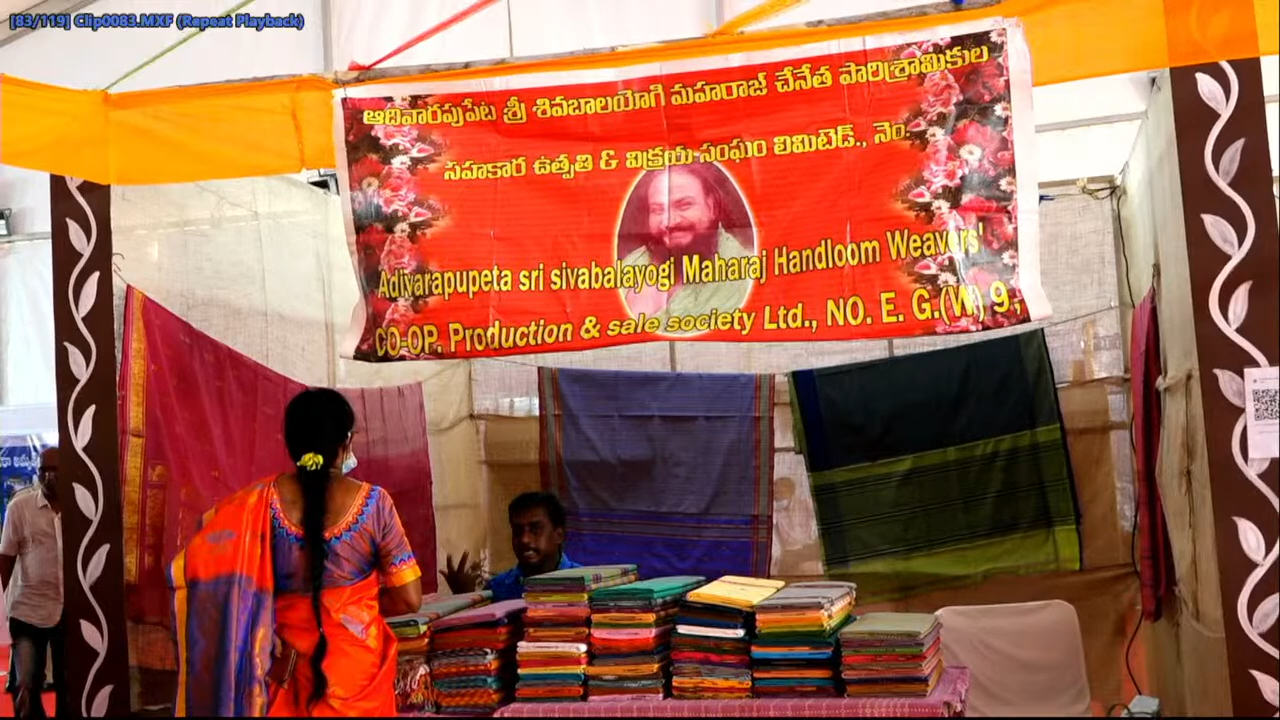 [83/119] Clip0083.MXF (Repeat Playback)
ఆదివారపుపేట శ్రీ శివబాలయోగి మహరాజ్ చేనేత పారిశ్రామికుల
సహకార ఉత్పతి & విక్రయ సంఘం లిమిటెడ్., నెం.
Adivarapupeta sri sivabalayogi Maharaj Handloom Weavers'
CO-OP. Production & sale society Ltd., NO. E. G.(W) 9,